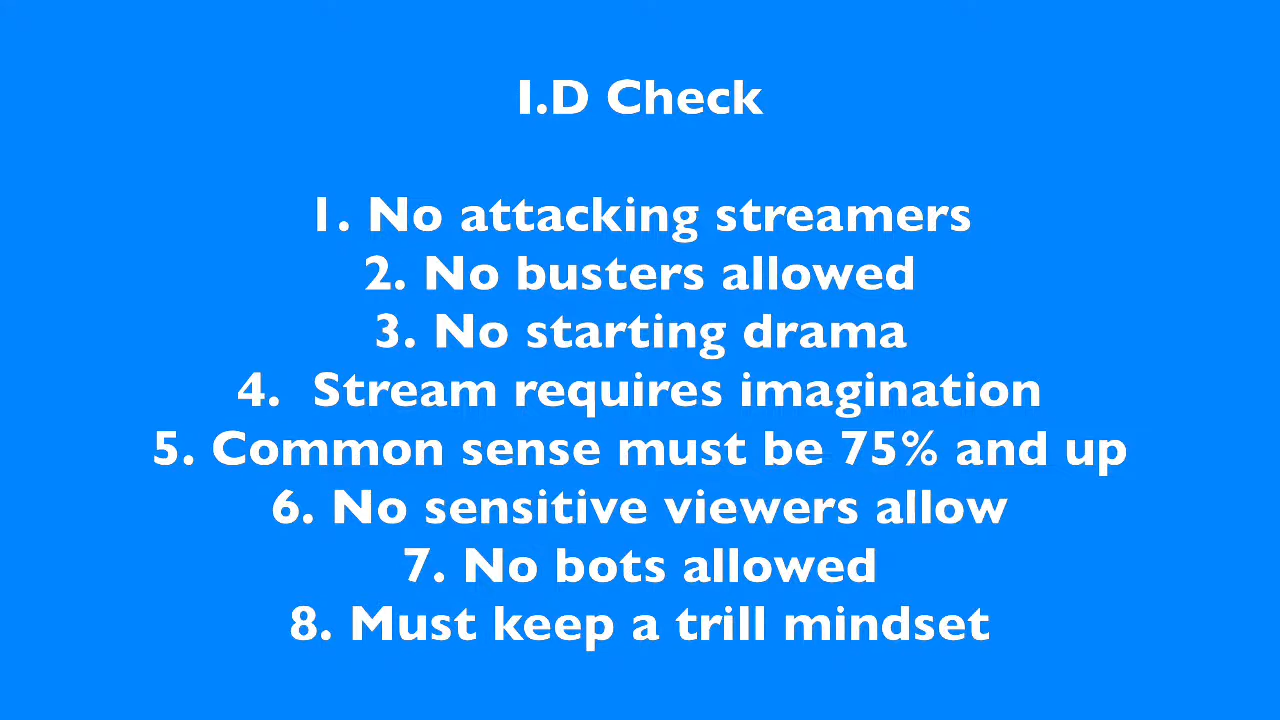 I.D Check
1. No attacking streamers
2. No busters allowed
3. No starting drama
4.  Stream requires imagination
5. Common sense must be 75% and up
6. No sensitive viewers allow
7. No bots allowed
8. Must keep a trill mindset